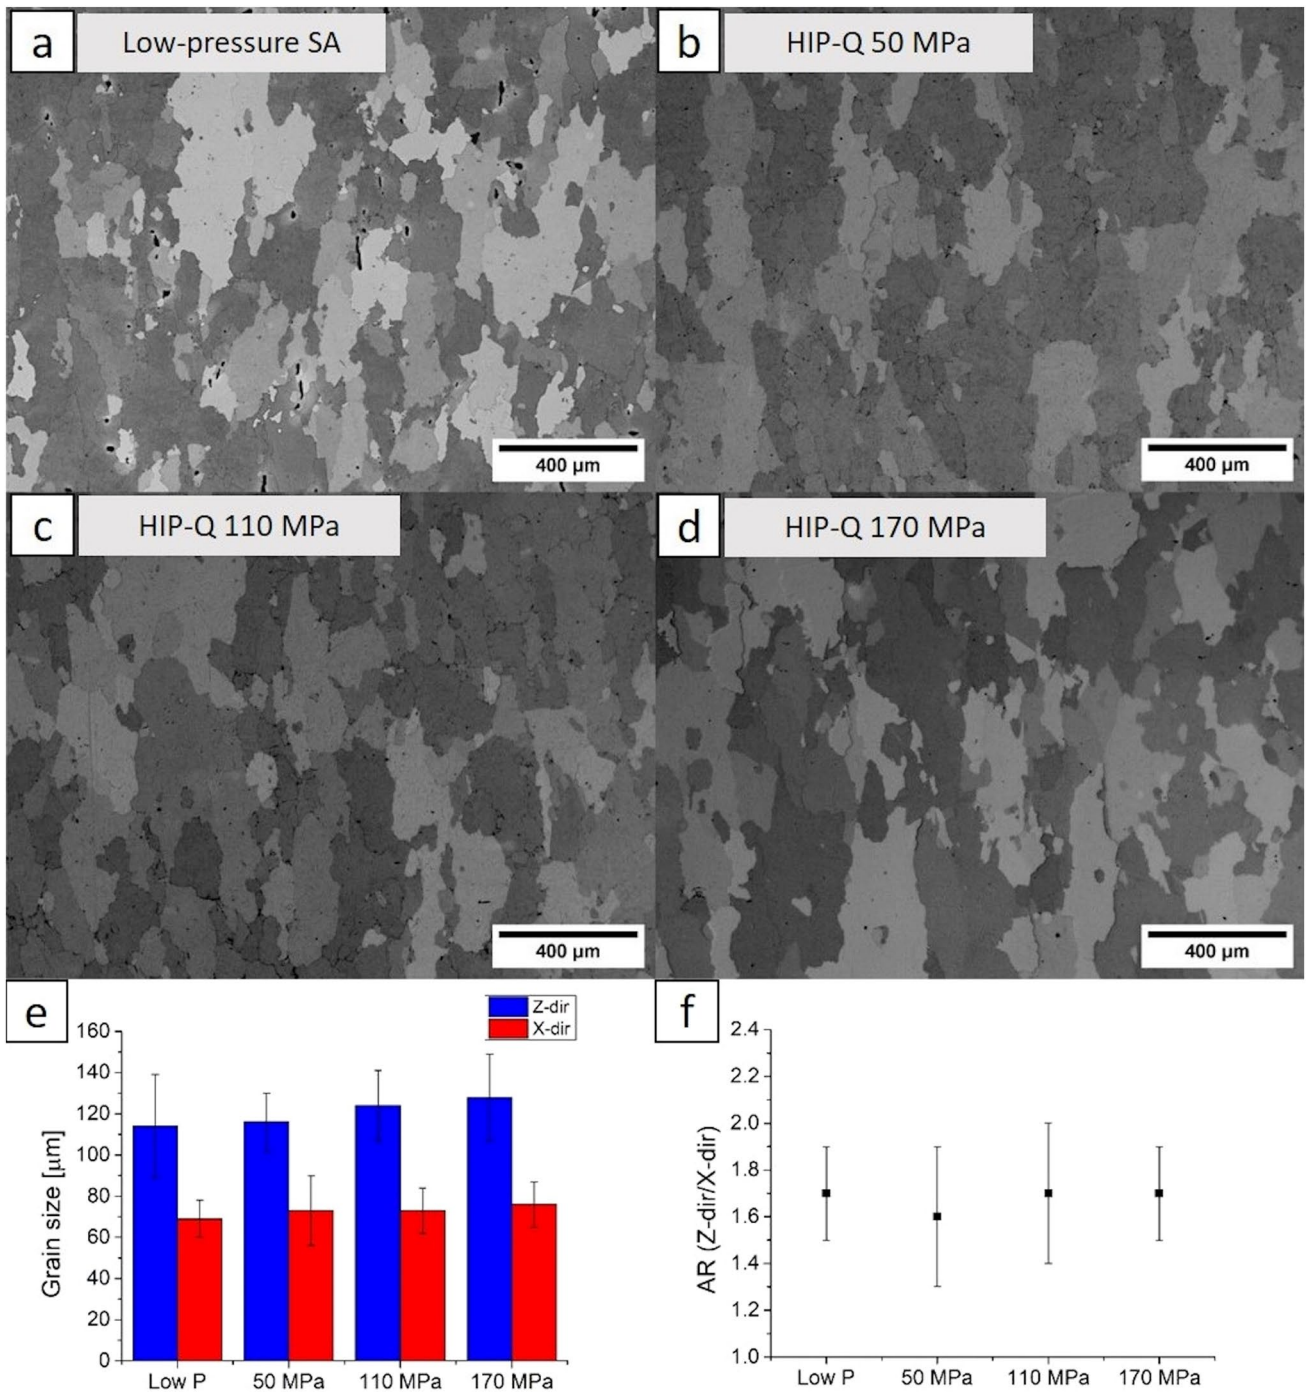 a
Low-pressure SA
b
HIP-Q 50 MPa
400 µm
400 µm
c
HIP-Q 110 MPa
d
HIP-Q 170 MPa
400 µm
400 µm
e
Z-dir
X-dir
160
140
120
100
80
60
40
20
0
Grain size [µm]
Low P
50 MPa
110 MPa
170 MPa
f
2.4
2.2
2.0
1.8
1.6
1.4
1.2
1.0
AR (Z-dir/X-dir)
Low P
50 MPa
110 MPa
170 MPa